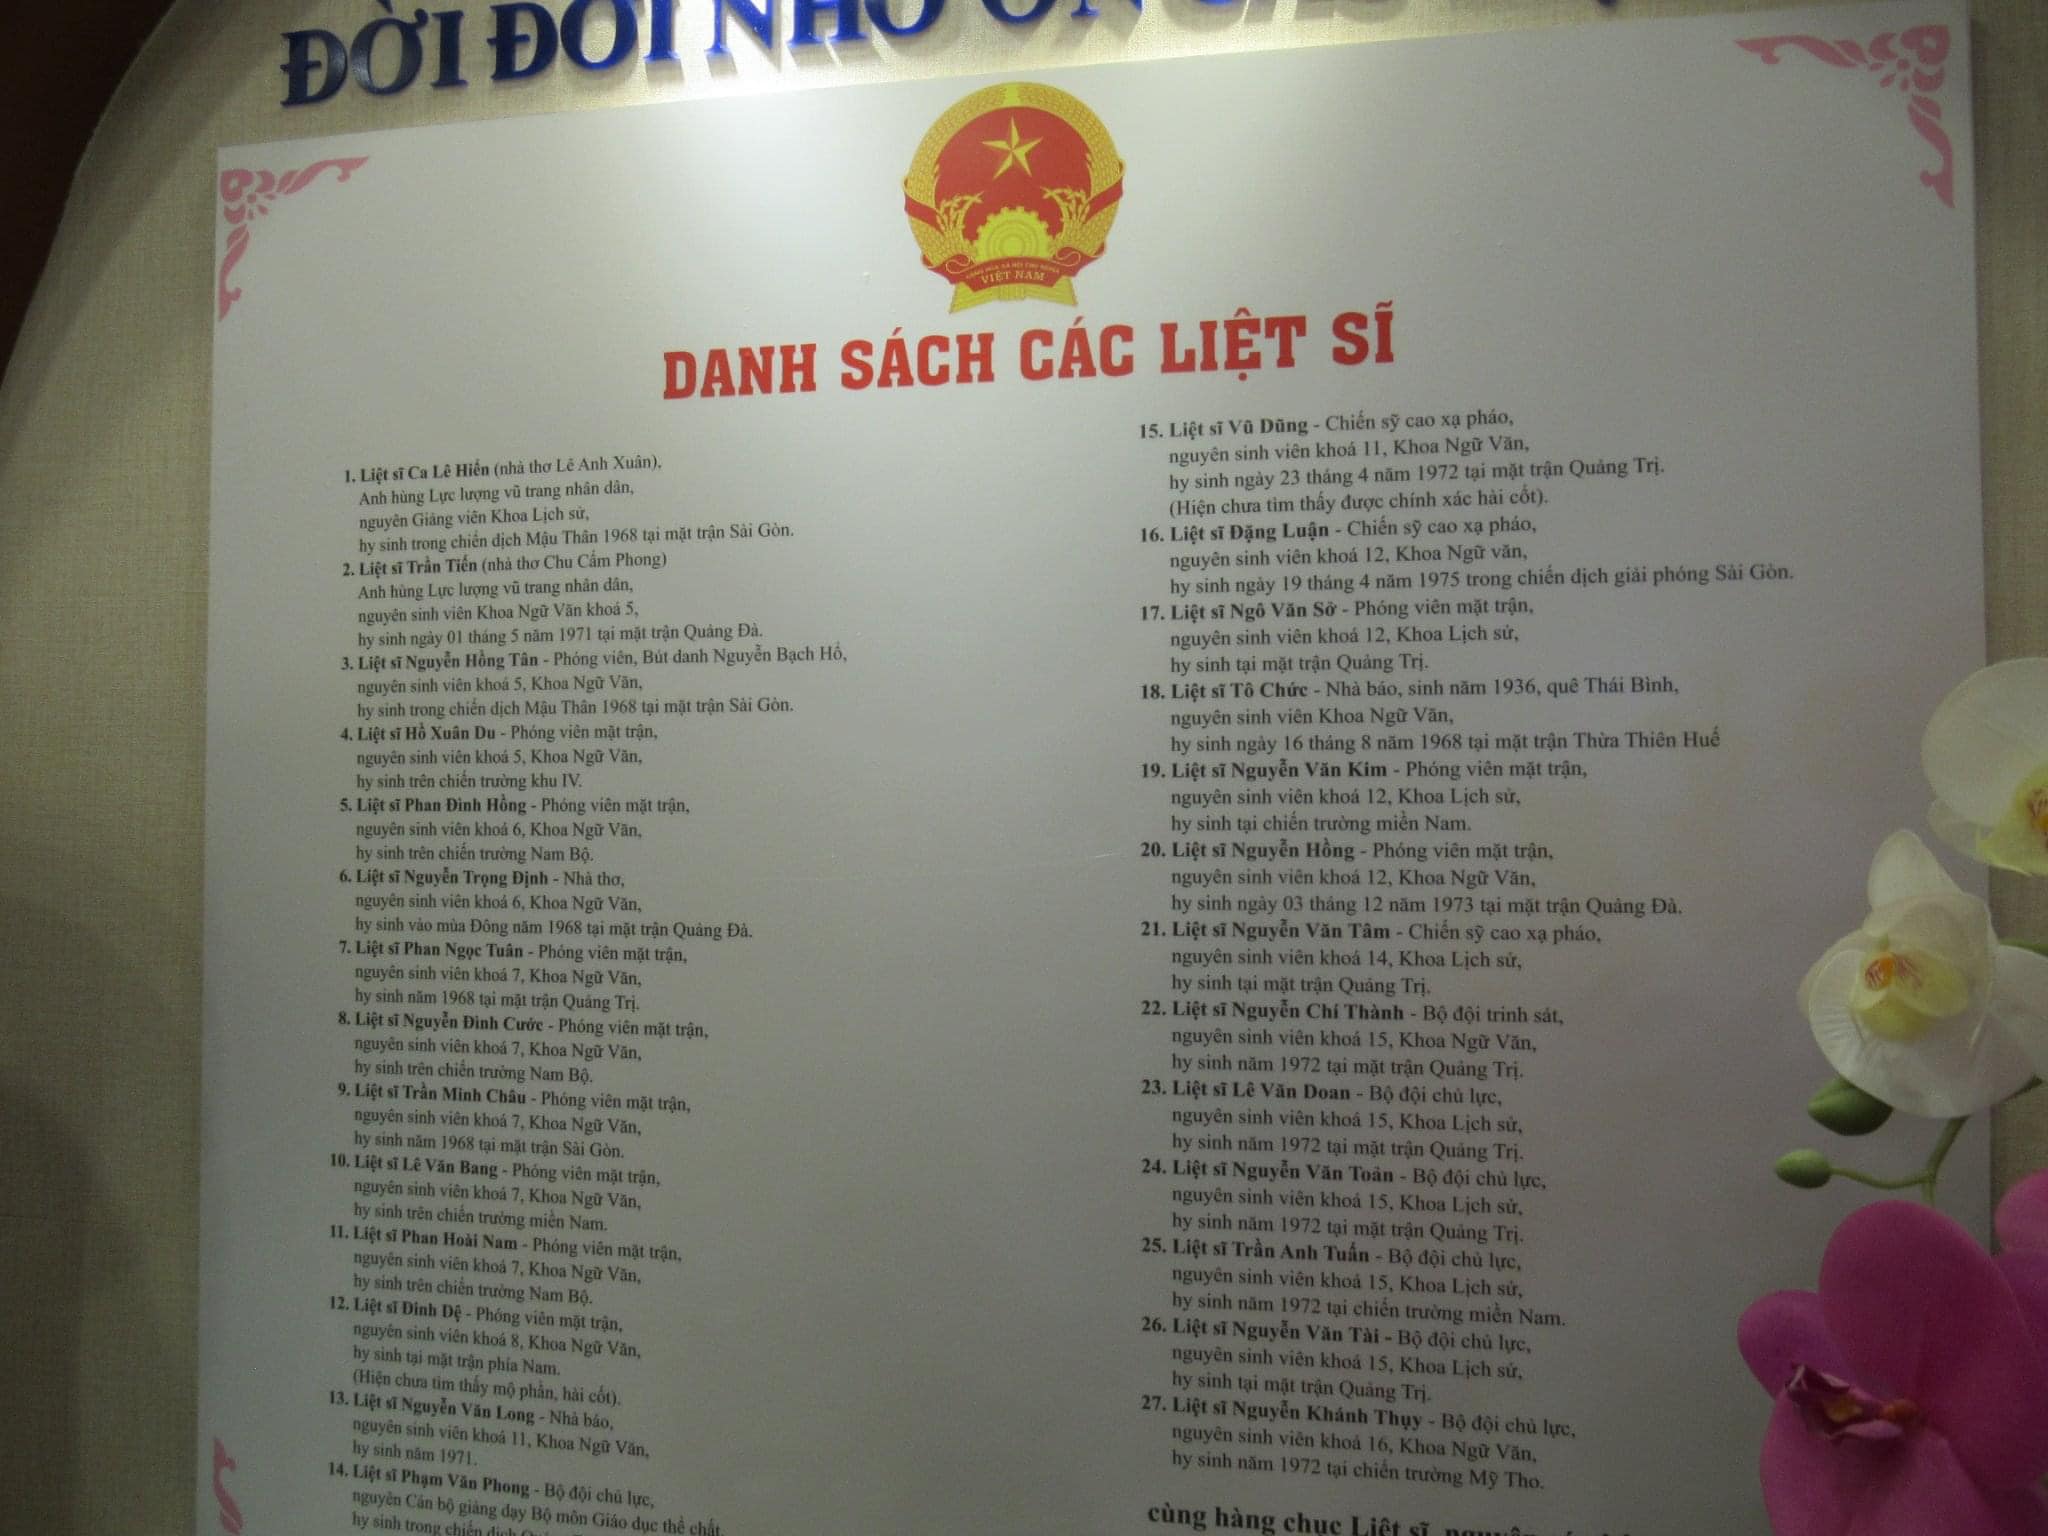 ĐỜI ĐỜI NHỚ ƠN CÁC
CỘNG HÒA XÃ HỘI CHỦ NGHĨA
VIỆT NAM
DANH SÁCH CÁC LIỆT SĨ
1. Liệt sĩ Ca Lê Hiến (nhà thơ Lê Anh Xuân),
Anh hùng Lực lượng vũ trang nhân dân,
nguyên Giảng viên Khoa Lịch sử,
hy sinh trong chiến dịch Mậu Thân 1968 tại mặt trận Sài Gòn.
2. Liệt sĩ Trần Tiến (nhà thơ Chu Cẩm Phong)
Anh hùng Lực lượng vũ trang nhân dân,
nguyên sinh viên Khoa Ngữ Văn khoá 5,
hy sinh ngày 01 tháng 5 năm 1971 tại mặt trận Quảng Đà.
3. Liệt sĩ Nguyễn Hồng Tân - Phóng viên, Bút danh Nguyễn Bạch Hổ,
nguyên sinh viên khoá 5, Khoa Ngữ Văn,
hy sinh trong chiến dịch Mậu Thân 1968 tại mặt trận Sài Gòn.
4. Liệt sĩ Hồ Xuân Du - Phóng viên mặt trận,
nguyên sinh viên khoá 5, Khoa Ngữ Văn,
hy sinh trên chiến trường khu IV.
5. Liệt sĩ Phan Đình Hồng - Phóng viên mặt trận,
nguyên sinh viên khoá 6, Khoa Ngữ Văn,
hy sinh trên chiến trường Nam Bộ.
6. Liệt sĩ Nguyễn Trọng Định - Nhà thơ,
nguyên sinh viên khoá 6, Khoa Ngữ Văn,
hy sinh vào mùa Đông năm 1968 tại mặt trận Quảng Đà.
7. Liệt sĩ Phan Ngọc Tuân - Phóng viên mặt trận,
nguyên sinh viên khoá 7, Khoa Ngữ Văn,
hy sinh năm 1968 tại mặt trận Quảng Trị.
8. Liệt sĩ Nguyễn Đình Cước - Phóng viên mặt trận,
nguyên sinh viên khoá 7, Khoa Ngữ Văn,
hy sinh trên chiến trường Nam Bộ.
9. Liệt sĩ Trần Minh Châu - Phóng viên mặt trận,
nguyên sinh viên khoá 7, Khoa Ngữ Văn,
hy sinh năm 1968 tại mặt trận Sài Gòn.
10. Liệt sĩ Lê Văn Bang - Phóng viên mặt trận,
nguyên sinh viên khoá 7, Khoa Ngữ Văn,
hy sinh trên chiến trường miền Nam.
11. Liệt sĩ Phan Hoài Nam - Phóng viên mặt trận,
nguyên sinh viên khoá 7, Khoa Ngữ Văn,
hy sinh trên chiến trường Nam Bộ.
12. Liệt sĩ Đinh Dệ - Phóng viên mặt trận,
nguyên sinh viên khoá 8, Khoa Ngữ Văn,
hy sinh tại mặt trận phía Nam.
(Hiện chưa tìm thấy mộ phần, hài cốt).
13. Liệt sĩ Nguyễn Văn Long - Nhà báo,
nguyên sinh viên khoá 11, Khoa Ngữ Văn,
hy sinh năm 1971.
14. Liệt sĩ Phạm Văn Phong - Bộ đội chủ lực,
nguyên Cán bộ giảng dạy Bộ môn Giáo dục thể chất,
hy sinh trong chiến dịch
15. Liệt sĩ Vũ Dũng - Chiến sỹ cao xạ pháo,
nguyên sinh viên khoá 11, Khoa Ngữ Văn,
hy sinh ngày 23 tháng 4 năm 1972 tại mặt trận Quảng Trị.
(Hiện chưa tìm thấy được chính xác hài cốt).
16. Liệt sĩ Đặng Luận - Chiến sỹ cao xạ pháo,
nguyên sinh viên khoá 12, Khoa Ngữ văn,
hy sinh ngày 19 tháng 4 năm 1975 trong chiến dịch giải phóng Sài Gòn.
17. Liệt sĩ Ngô Văn Sở - Phóng viên mặt trận,
nguyên sinh viên khoá 12, Khoa Lịch sử,
hy sinh tại mặt trận Quảng Trị.
18. Liệt sĩ Tô Chức - Nhà báo, sinh năm 1936, quê Thái Bình,
nguyên sinh viên Khoa Ngữ Văn,
hy sinh ngày 16 tháng 8 năm 1968 tại mặt trận Thừa Thiên Huế
19. Liệt sĩ Nguyễn Văn Kim - Phóng viên mặt trận,
nguyên sinh viên khoá 12, Khoa Lịch sử,
hy sinh tại chiến trường miền Nam.
20. Liệt sĩ Nguyễn Hồng - Phóng viên mặt trận,
nguyên sinh viên khoá 12, Khoa Ngữ Văn,
hy sinh ngày 03 tháng 12 năm 1973 tại mặt trận Quảng Đà.
21. Liệt sĩ Nguyễn Văn Tâm - Chiến sỹ cao xạ pháo,
nguyên sinh viên khoá 14, Khoa Lịch sử,
hy sinh tại mặt trận Quảng Trị.
22. Liệt sĩ Nguyễn Chí Thành - Bộ đội trinh sát,
nguyên sinh viên khoá 15, Khoa Ngữ Văn,
hy sinh năm 1972 tại mặt trận Quảng Trị.
23. Liệt sĩ Lê Văn Doan - Bộ đội chủ lực,
nguyên sinh viên khoá 15, Khoa Lịch sử,
hy sinh năm 1972 tại mặt trận Quảng Trị.
24. Liệt sĩ Nguyễn Văn Toản - Bộ đội chủ lực,
nguyên sinh viên khoá 15, Khoa Lịch sử,
hy sinh năm 1972 tại mặt trận Quảng Trị.
25. Liệt sĩ Trần Anh Tuấn - Bộ đội chủ lực,
nguyên sinh viên khoá 15, Khoa Lịch sử,
hy sinh năm 1972 tại chiến trường miền Nam.
26. Liệt sĩ Nguyễn Văn Tài - Bộ đội chủ lực,
nguyên sinh viên khoá 15, Khoa Lịch sử,
hy sinh tại mặt trận Quảng Trị.
27. Liệt sĩ Nguyễn Khánh Thụy - Bộ đội chủ lực,
nguyên sinh viên khoá 16, Khoa Ngữ Văn,
hy sinh năm 1972 tại chiến trường Mỹ Tho.
cùng hàng chục Liệt sĩ, nguyên